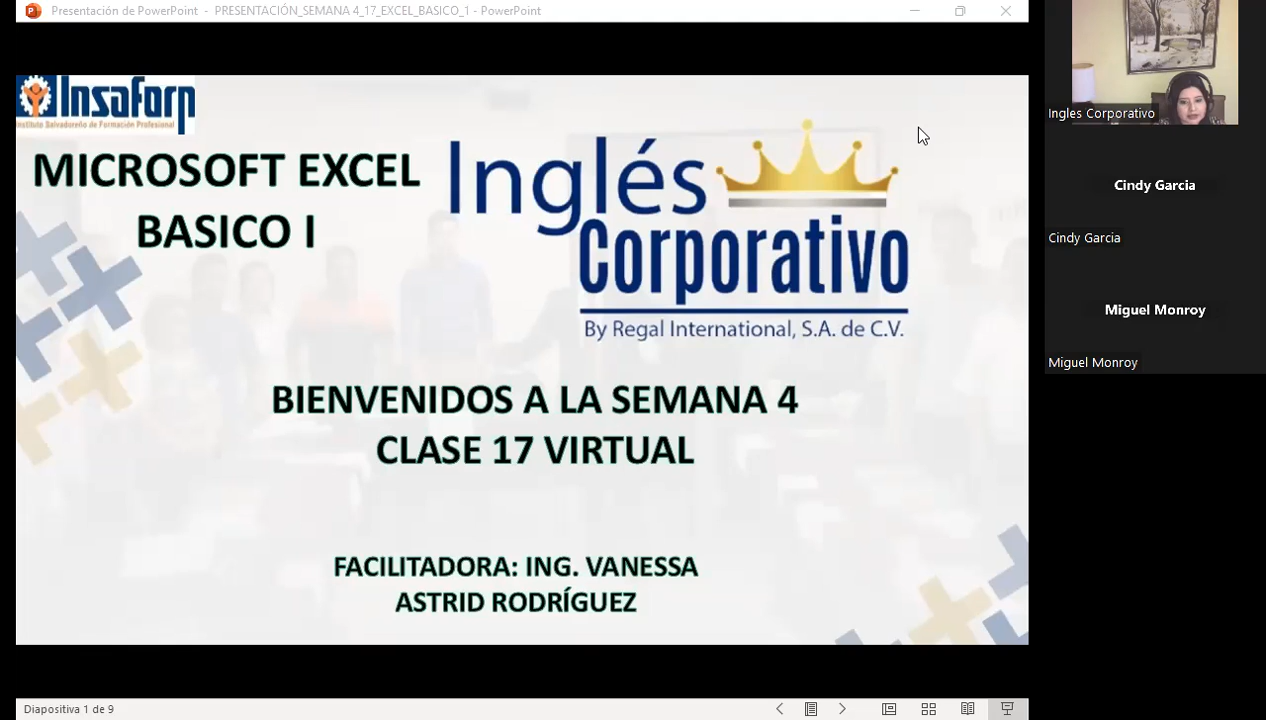 Presentación de PowerPoint - PRESENTACIÓN_SEMANA 4_17_EXCEL_BASICO_1 - PowerPoint
Insaforp
Instituto Salvadoreño de Formación Profesional
MICROSOFT EXCEL
BASICO I
Inglés
Corporativo
By Regal International, S.A. de C.V.
BIENVENIDOS A LA SEMANA 4
CLASE 17 VIRTUAL
FACILITADORA: ING. VANESSA
ASTRID RODRÍGUEZ
Diapositiva 1 de 9
Ingles Corporativo
Cindy Garcia
Cindy Garcia
Miguel Monroy
Miguel Monroy